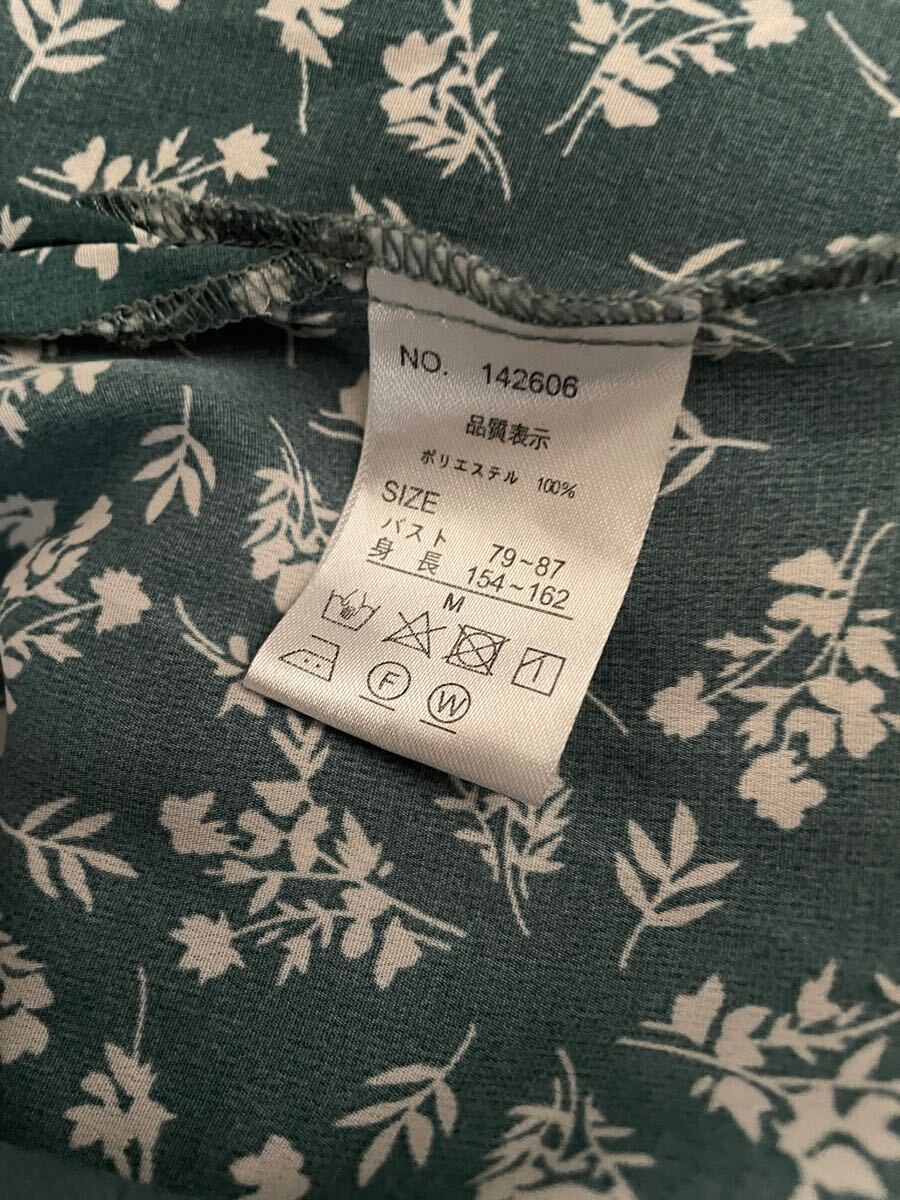 NO. 142606
品質表示
ポリエステル 100%
SIZE
バスト 79~87
身長 154~162
M
F
W